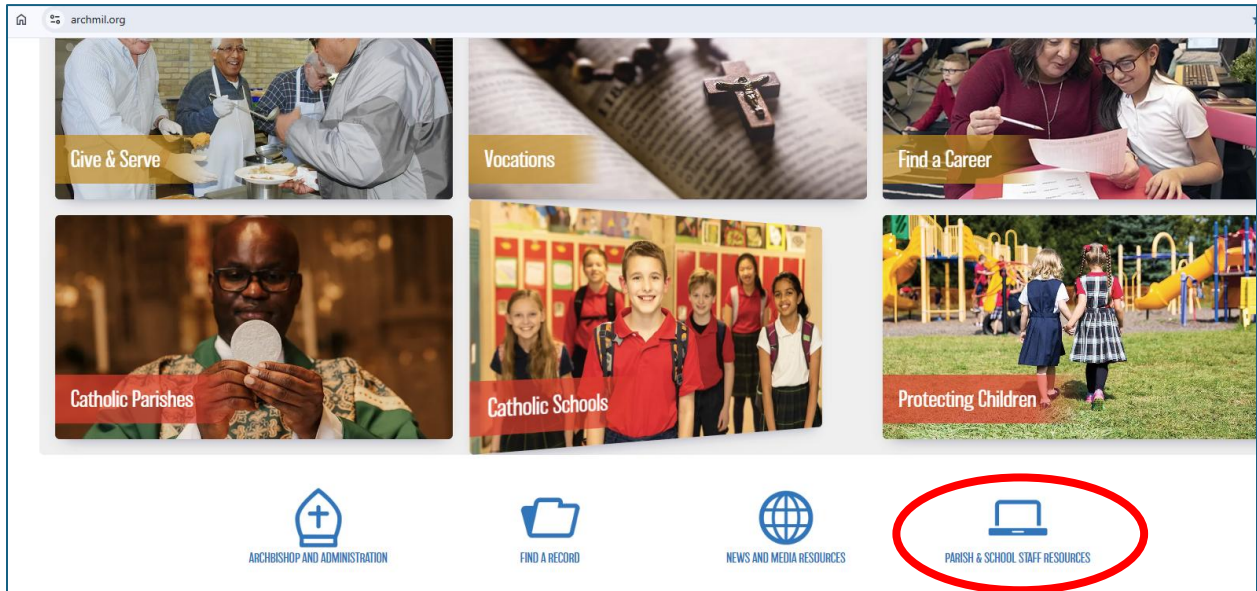 archmil.org
Give & Serve
Vocations
Find a Career
Catholic Parishes
Catholic Schools
Protecting Children
ARCHBISHOP AND ADMINISTRATION
FIND A RECORD
NEWS AND MEDIA RESOURCES
PARISH & SCHOOL STAFF RESOURCES